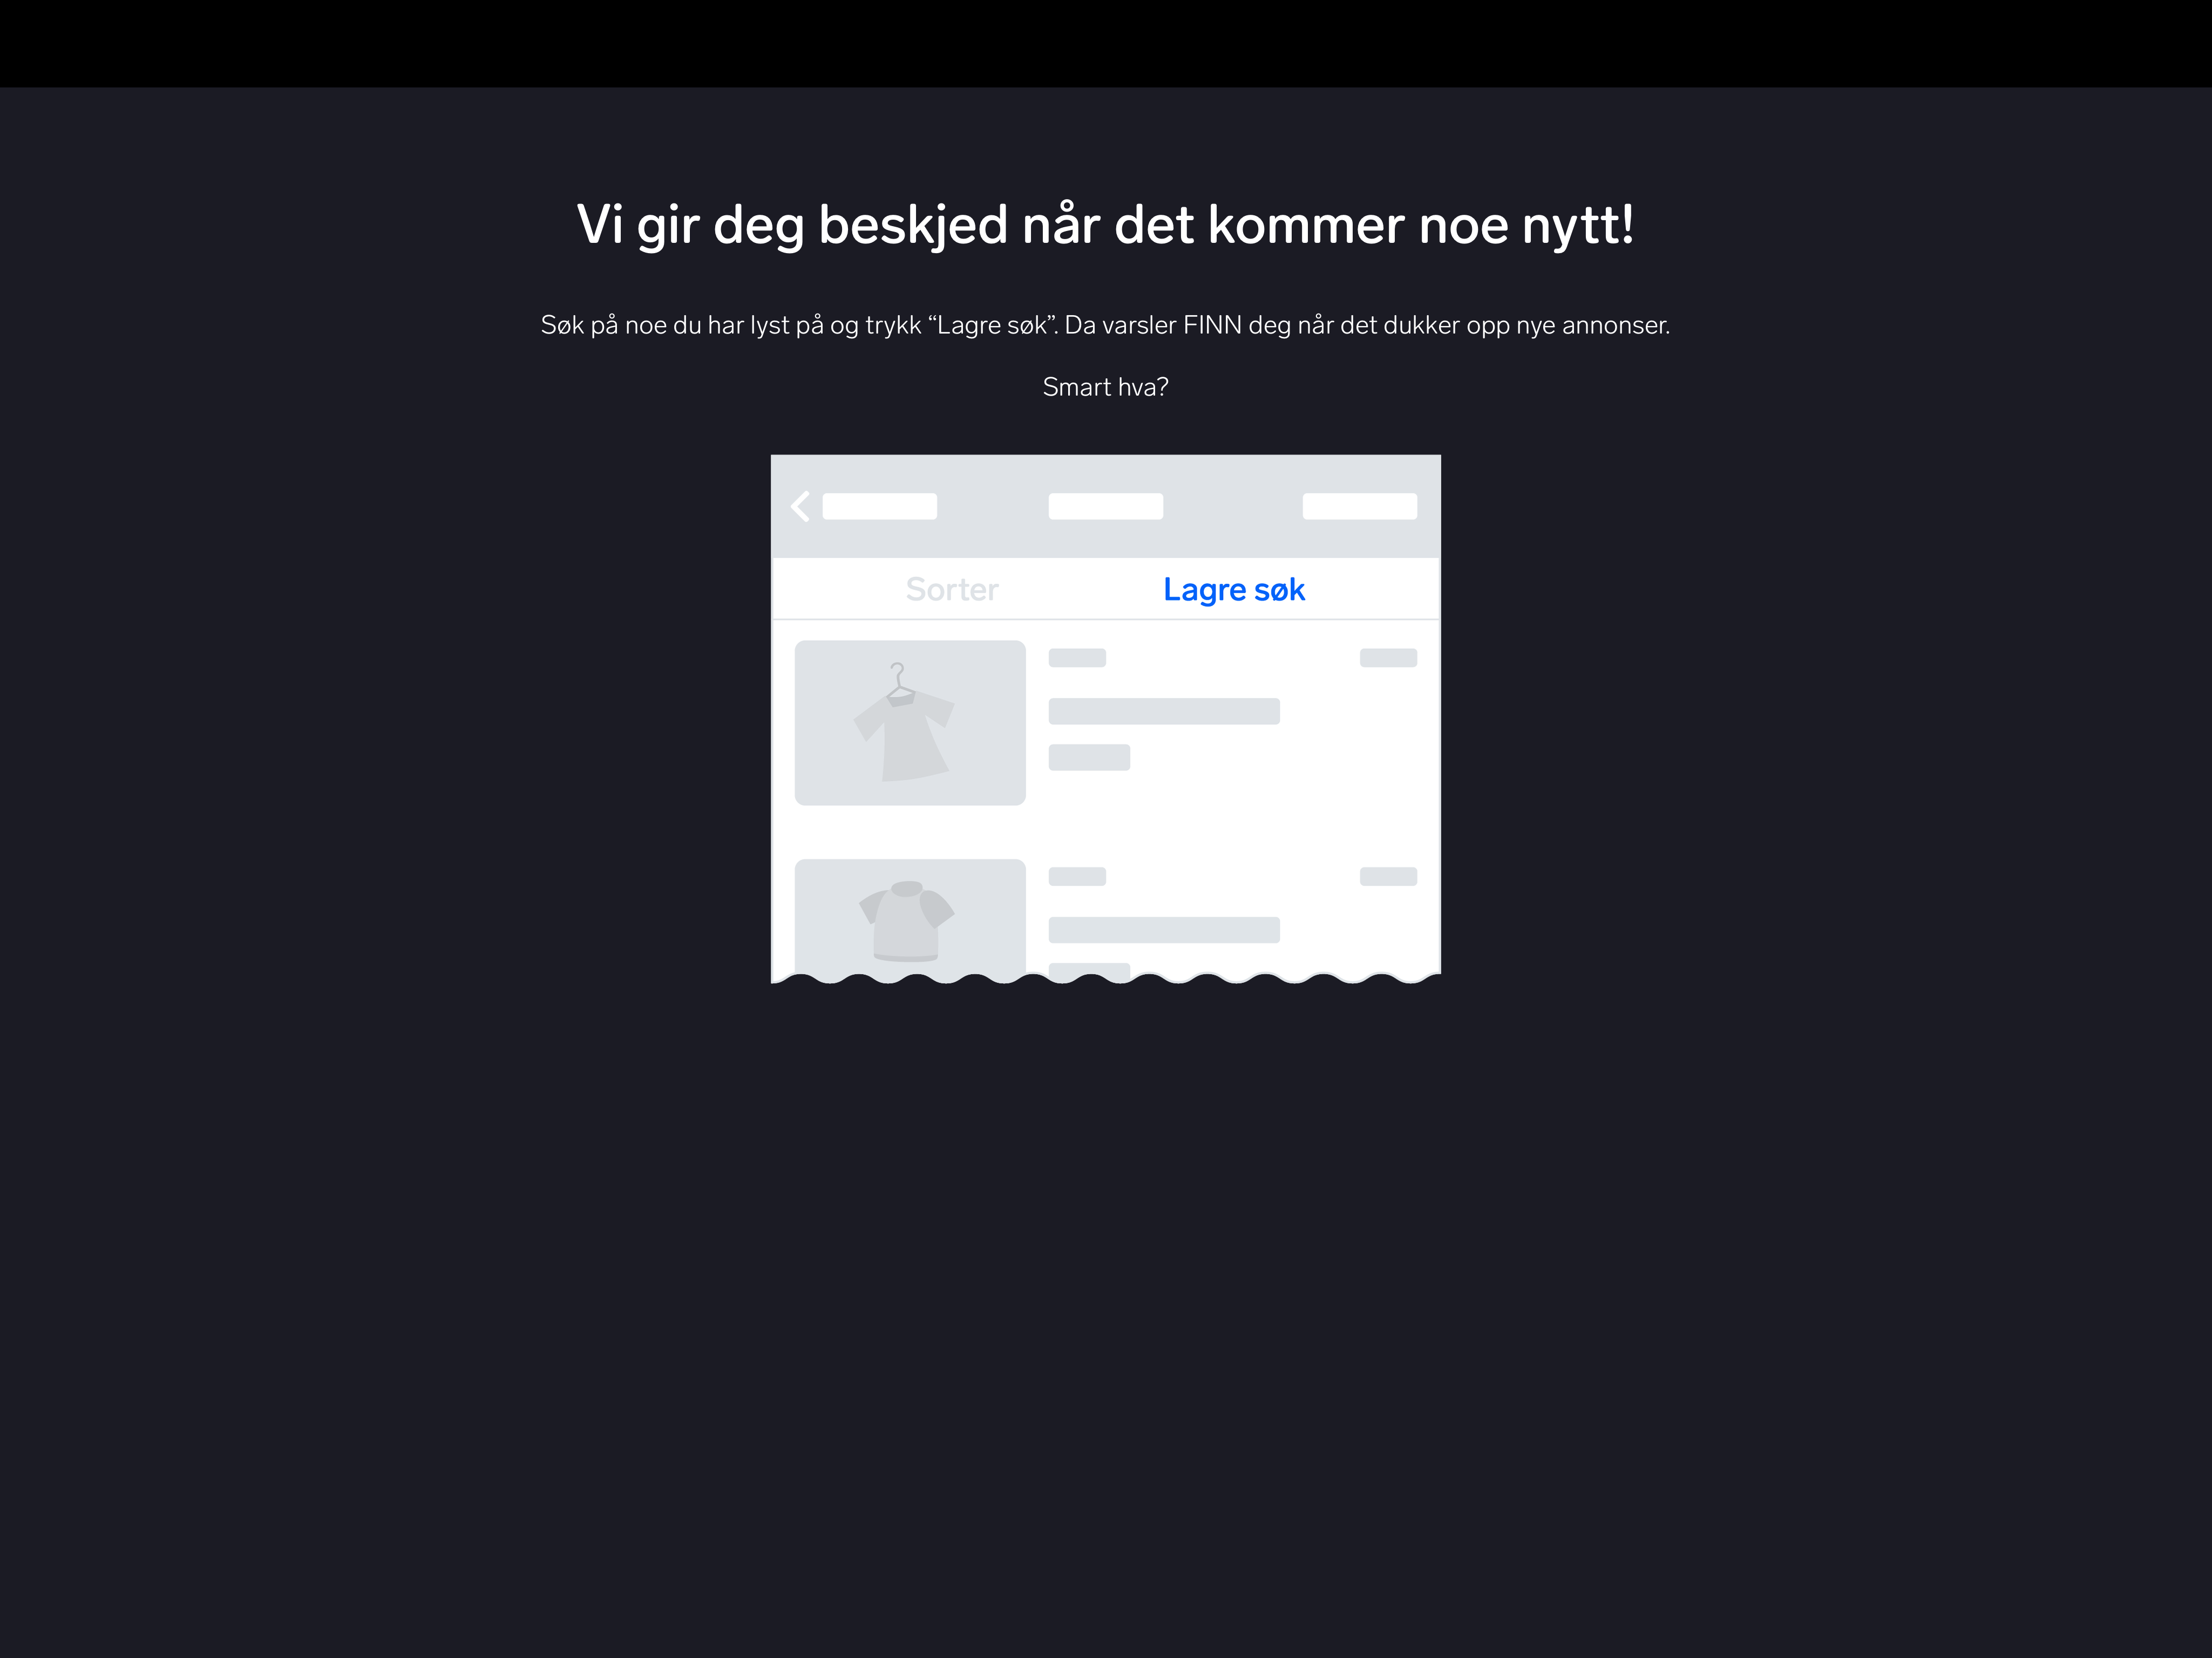 Vi gir deg beskjed når det kommer noe nytt!
Søk på noe du har lyst på og trykk “Lagre søk”. Da varsler FINN deg når det dukker opp nye annonser.
Smart hva?
Sorter
Lagre søk